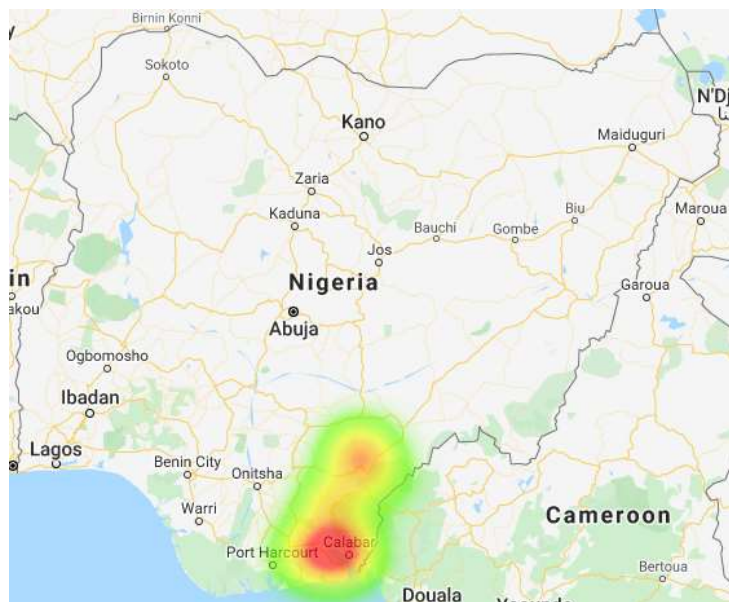 Birnin Konni
Sokoto
N'Dj
Kano
Maiduguri
Zaria
Kaduna
Biu
Maroua
Bauchi
Gombe
Jos
in
Nigeria
Garoua
akou
Abuja
Ogbomosho
Ibadan
Lagos
Benin City
Onitsha
Warri
Cameroon
Port Harcourt
Calabar
Bertoua
Douala